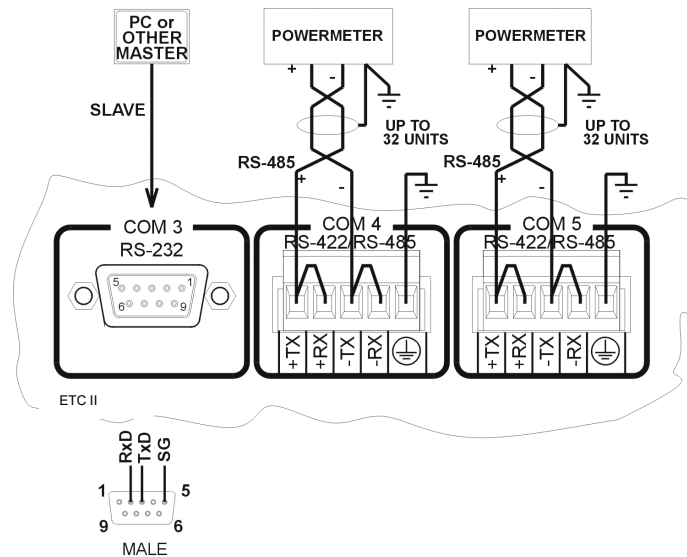 PC or
OTHER
MASTER
SLAVE
POWERMETER
+ -
UP TO
32 UNITS
RS-485
+ -
POWERMETER
+ -
UP TO
32 UNITS
RS-485
+ -
COM 3
RS-232
5 1
6 9
COM 4
RS-422/RS-485
+TX
+RX
-TX
-RX
COM 5
RS-422/RS-485
+TX
+RX
-TX
-RX
ETC II
RxD
TxD
SG
1 5
9 6
MALE